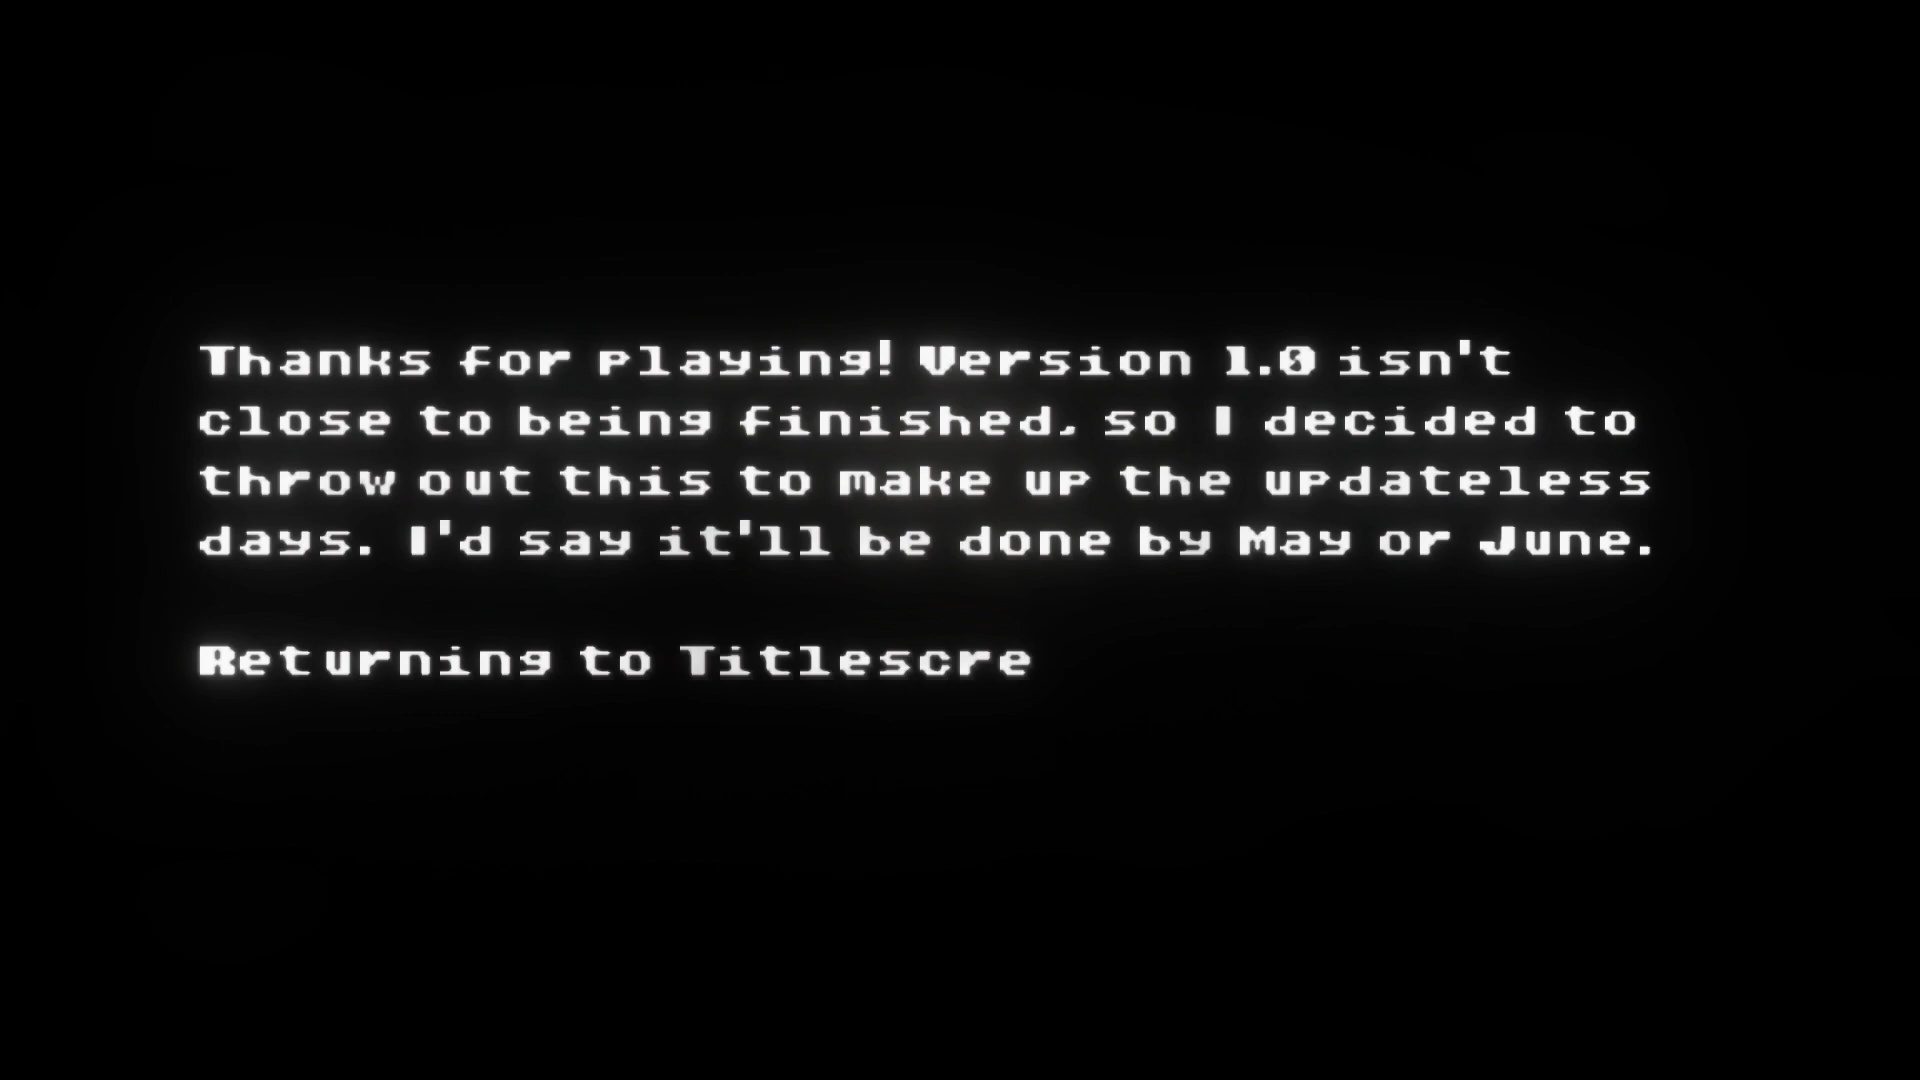 Thanks for playing! Version 1.0 isn't
close to being finished, so I decided to
throw out this to make up the updateless
days. I'd say it'll be done by May or June.
Returning to Titlescre